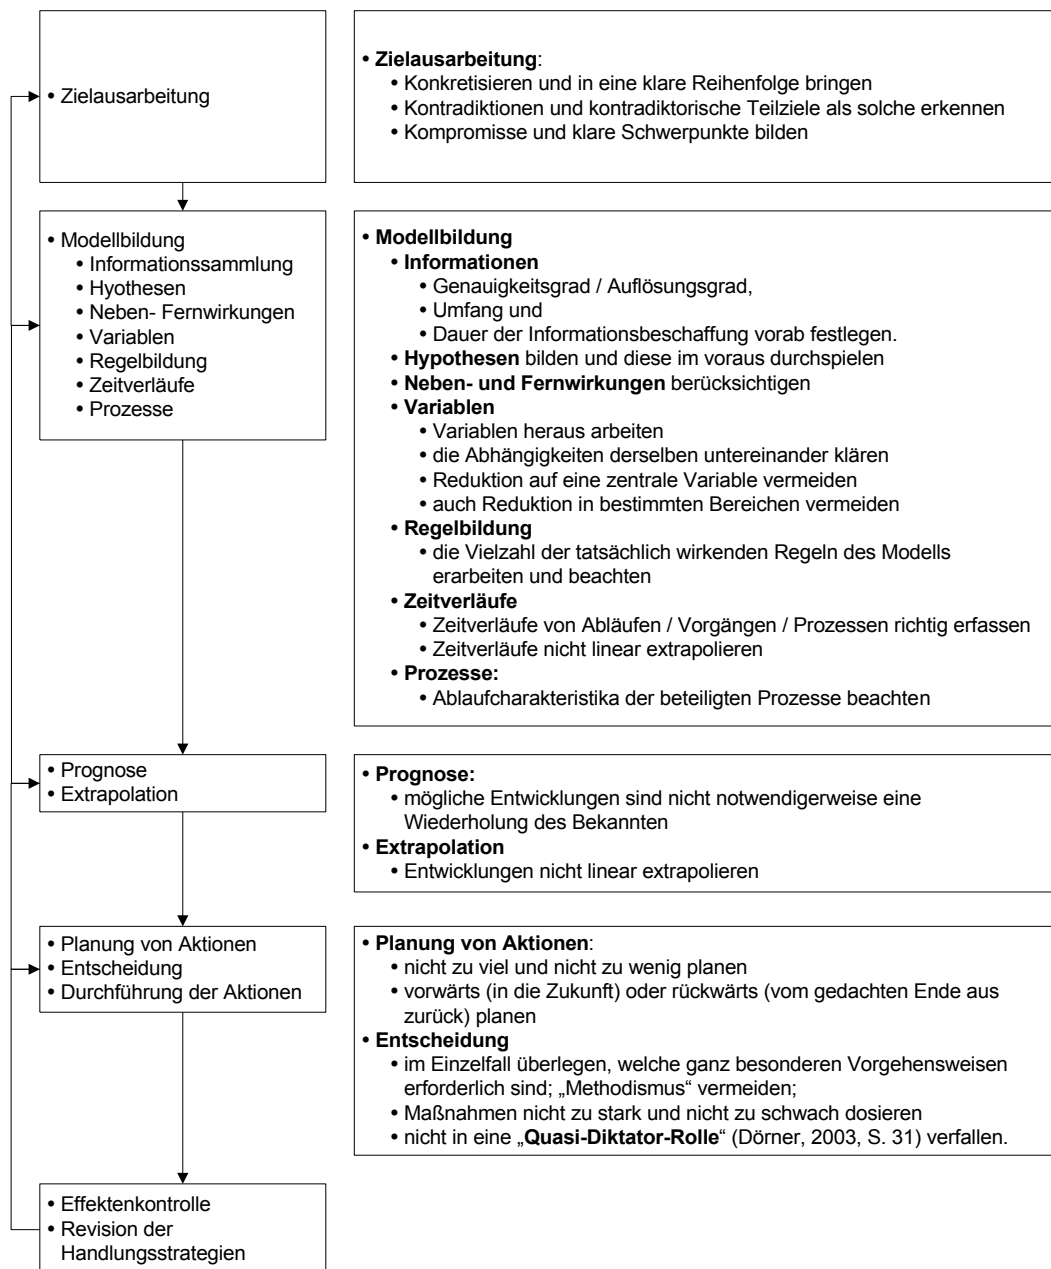 • Zielausarbeitung
• Zielausarbeitung:
• Konkretisieren und in eine klare Reihenfolge bringen
• Kontradiktionen und kontradiktorische Teilziele als solche erkennen
• Kompromisse und klare Schwerpunkte bilden
• Modellbildung
• Informationssammlung
• Hyothesen
• Neben- Fernwirkungen
• Variablen
• Regelbildung
• Zeitverläufe
• Prozesse
• Modellbildung
• Informationen
• Genauigkeitsgrad / Auflösungsgrad,
• Umfang und
• Dauer der Informationsbeschaffung vorab festlegen.
• Hypothesen bilden und diese im voraus durchspielen
• Neben- und Fernwirkungen berücksichtigen
• Variablen
• Variablen heraus arbeiten
• die Abhängigkeiten derselben untereinander klären
• Reduktion auf eine zentrale Variable vermeiden
• auch Reduktion in bestimmten Bereichen vermeiden
• Regelbildung
• die Vielzahl der tatsächlich wirkenden Regeln des Modells
erarbeiten und beachten
• Zeitverläufe
• Zeitverläufe von Abläufen / Vorgängen / Prozessen richtig erfassen
• Zeitverläufe nicht linear extrapolieren
• Prozesse:
• Ablaufcharakteristika der beteiligten Prozesse beachten
• Prognose
• Extrapolation
• Prognose:
• mögliche Entwicklungen sind nicht notwendigerweise eine
Wiederholung des Bekannten
• Extrapolation
• Entwicklungen nicht linear extrapolieren
• Planung von Aktionen
• Entscheidung
• Durchführung der Aktionen
• Planung von Aktionen:
• nicht zu viel und nicht zu wenig planen
• vorwärts (in die Zukunft) oder rückwärts (vom gedachten Ende aus
zurück) planen
• Entscheidung
• im Einzelfall überlegen, welche ganz besonderen Vorgehensweisen
erforderlich sind; „Methodismus“ vermeiden;
• Maßnahmen nicht zu stark und nicht zu schwach dosieren
• nicht in eine „Quasi-Diktator-Rolle“ (Dörner, 2003, S. 31) verfallen.
• Effektenkontrolle
• Revision der
Handlungsstrategien